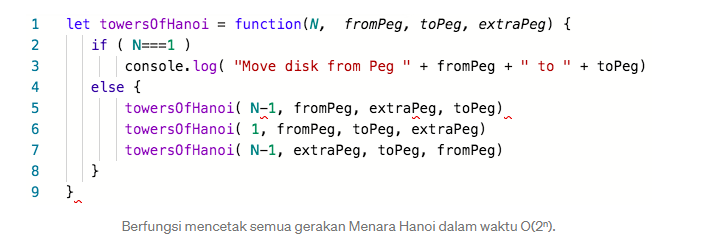 1 let towersOfHanoi = function(N, fromPeg, toPeg, extraPeg) {
2 if ( N===1 )
3 console.log( "Move disk from Peg " + fromPeg + " to " + toPeg)
4 else {
5 towersOfHanoi( N-1, fromPeg, extraPeg, toPeg)
6 towersOfHanoi( 1, fromPeg, toPeg, extraPeg)
7 towersOfHanoi( N-1, extraPeg, toPeg, fromPeg)
8 }
9 }
Berfungsi mencetak semua gerakan Menara Hanoi dalam waktu O(2ⁿ).